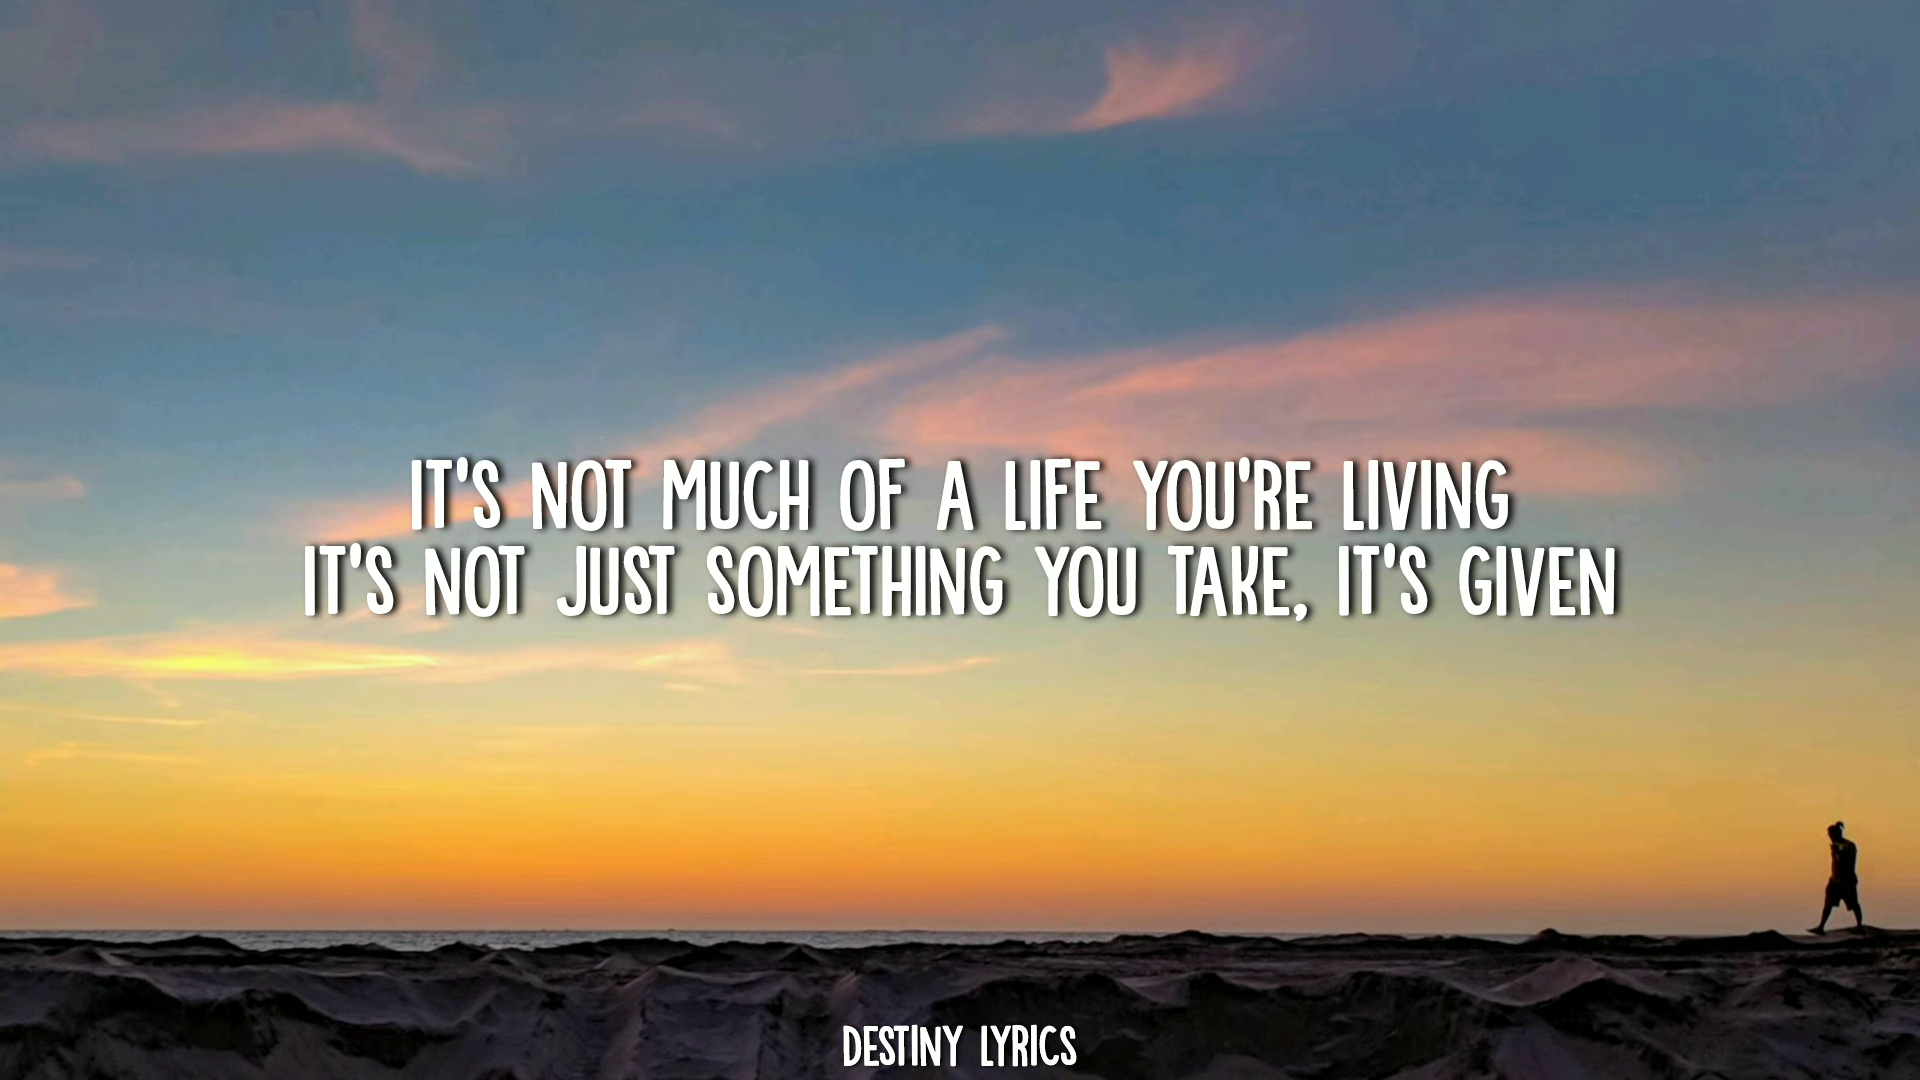 IT'S NOT MUCH OF A LIFE YOU'RE LIVING
IT'S NOT JUST SOMETHING YOU TAKE, IT'S GIVEN
DESTINY LYRICS